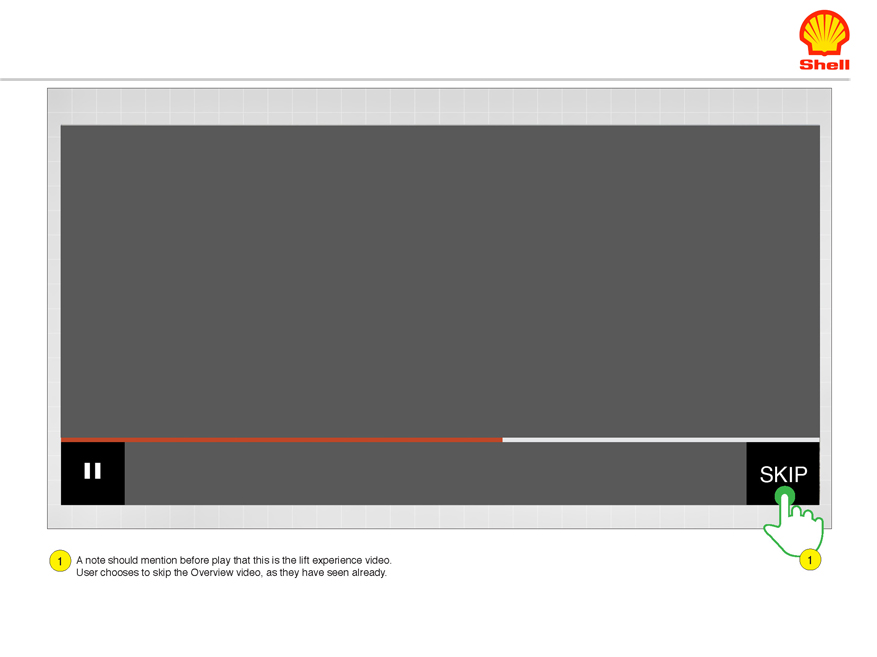 Shell
SKIP
1
1 A note should mention before play that this is the lift experience video.
User chooses to skip the Overview video, as they have seen already.